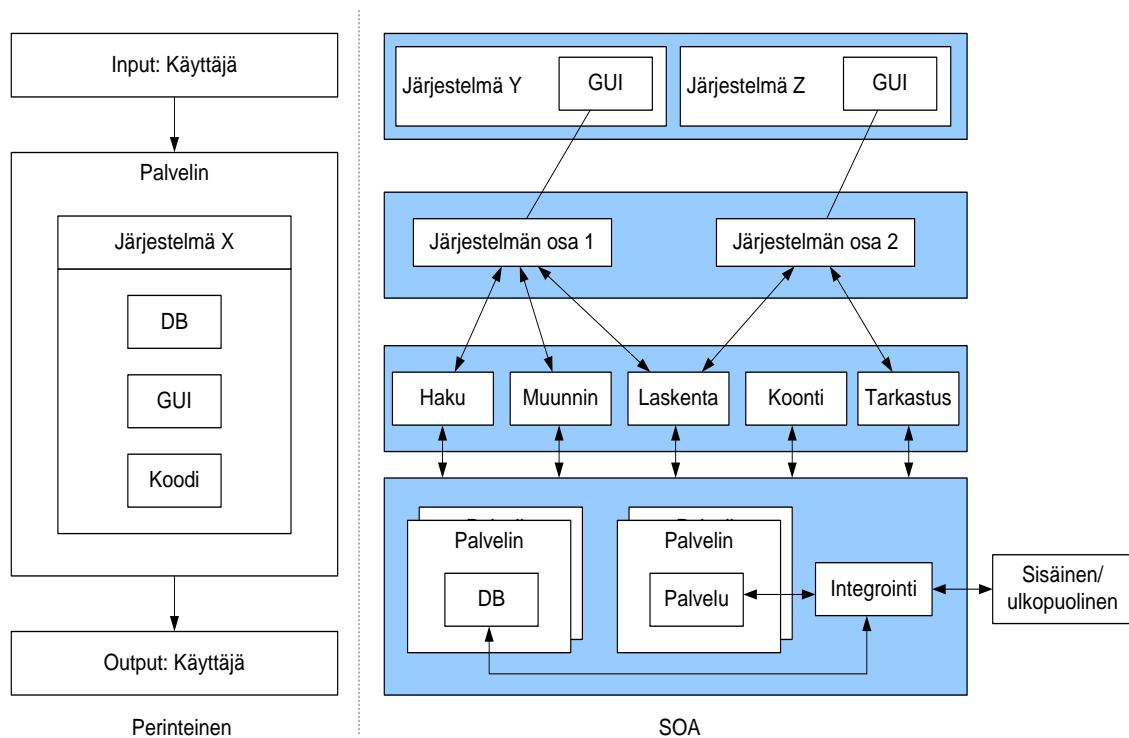 Input: Käyttäjä
Palvelin
Järjestelmä X
DB
GUI
Koodi
Output: Käyttäjä
Perinteinen
Järjestelmä Y
GUI
Järjestelmä Z
GUI
Järjestelmän osa 1
Järjestelmän osa 2
Haku
Muunnin
Laskenta
Koonti
Tarkastus
Palvelin
DB
Palvelin
Palvelu
Integrointi
Sisäinen/
ulkopuolinen
SOA